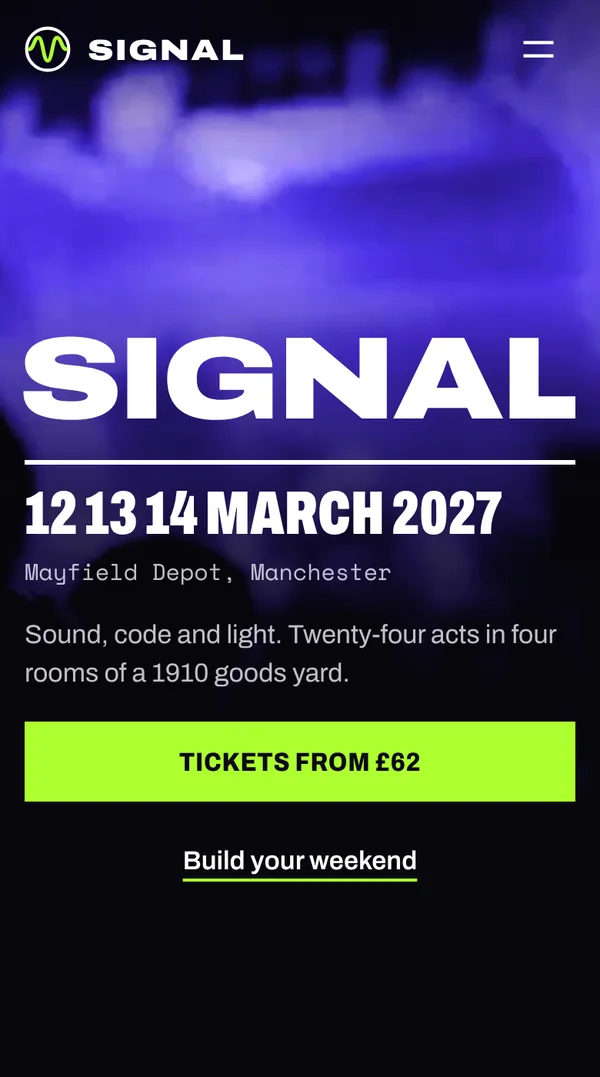 SIGNAL
SIGNAL
12 13 14 MARCH 2027
Mayfield Depot, Manchester
Sound, code and light. Twenty-four acts in four
rooms of a 1910 goods yard.
TICKETS FROM £62
Build your weekend